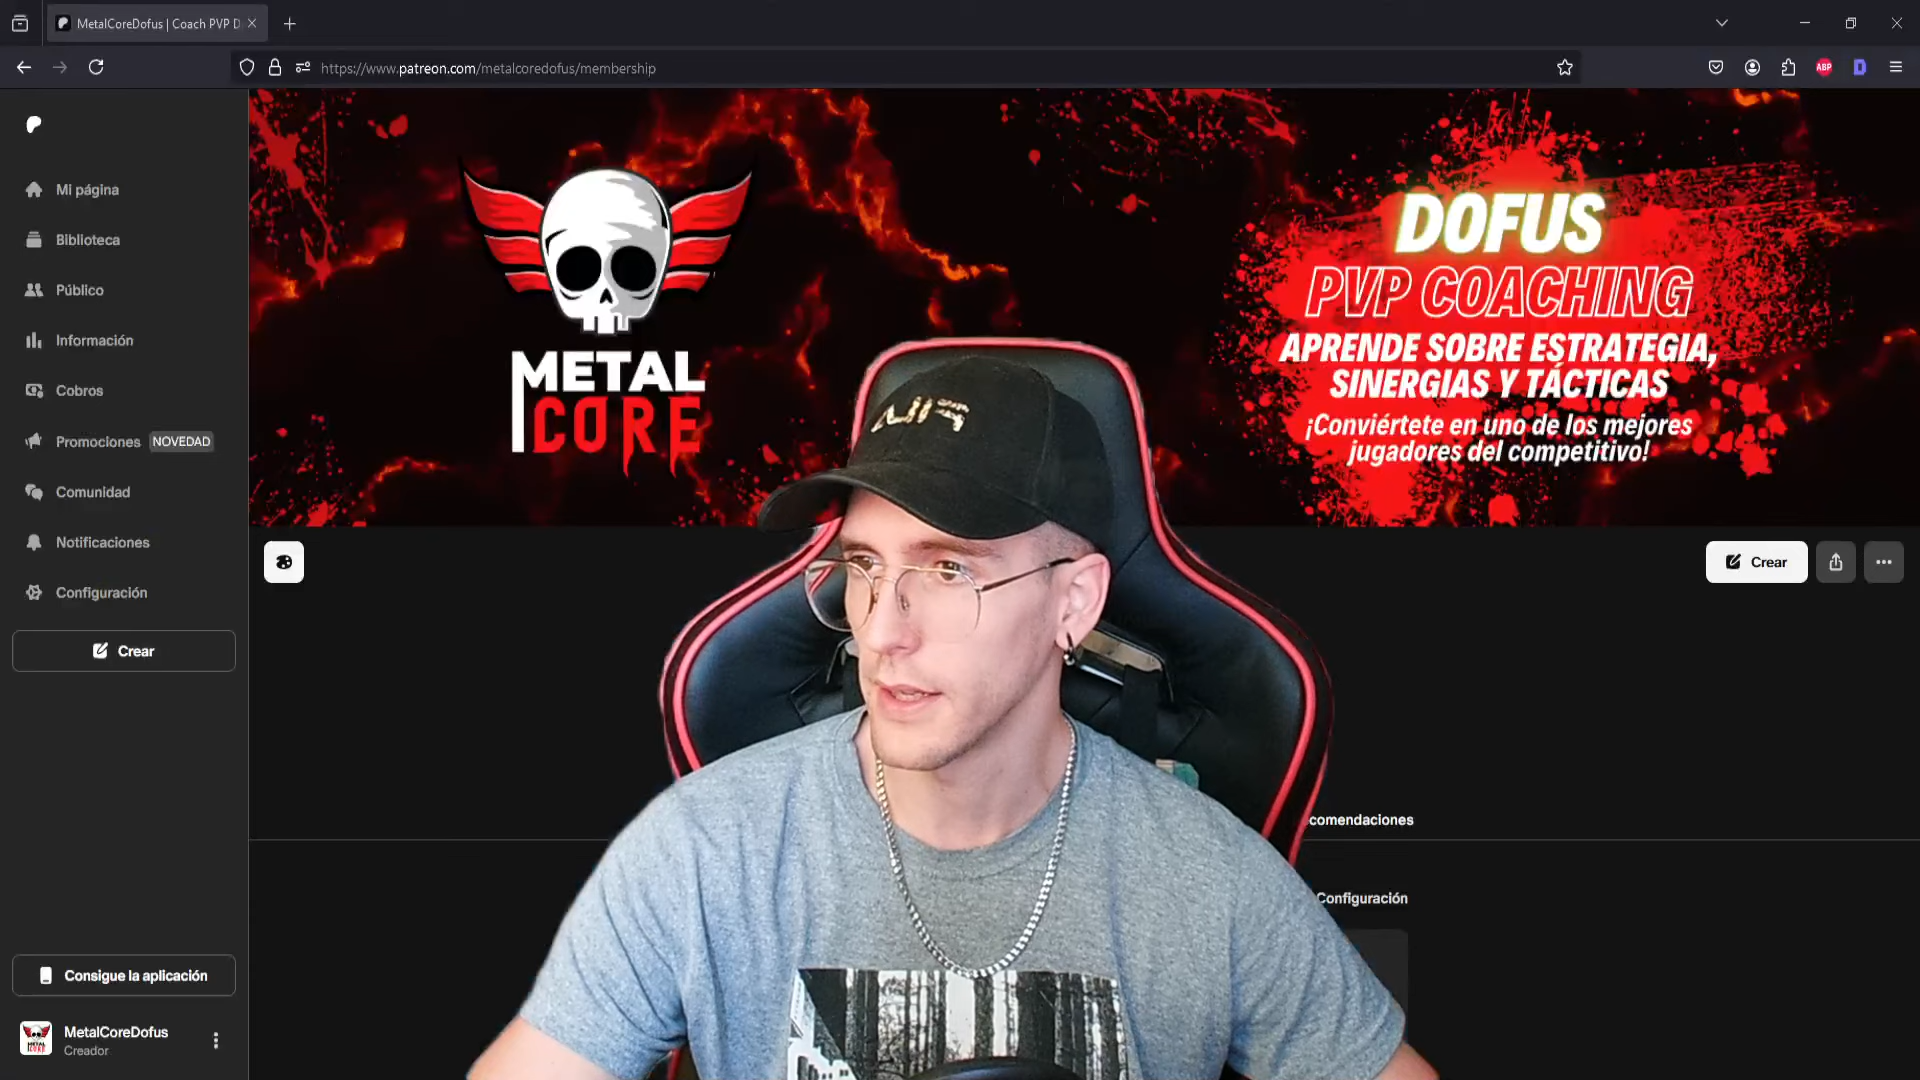 MetalCoreDofus | Coach PVP D
https://www.patreon.com/metalcoredofus/membership
ABP
Mi página
Biblioteca
Público
Información
Cobros
Promociones NOVEDAD
Comunidad
Notificaciones
Configuración
Crear
Consigue la aplicación
MetalCoreDofus
Creador
METAL
CORE
DOFUS
PVP COACHING
APRENDE SOBRE ESTRATEGIA,
SINERGIAS Y TÁCTICAS
¡Conviértete en uno de los mejores
jugadores del competitivo!
Crear
comendaciones
Configuración